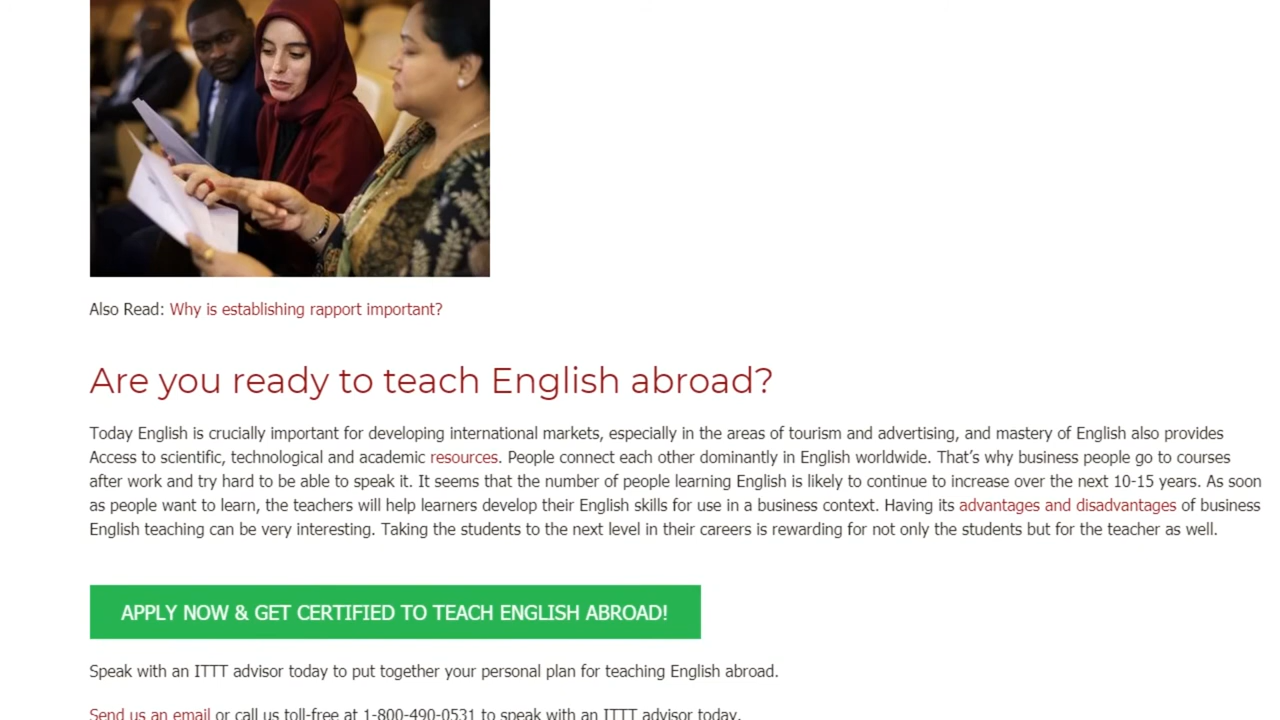 Also Read: Why is establishing rapport important?
Are you ready to teach English abroad?
Today English is crucially important for developing international markets, especially in the areas of tourism and advertising, and mastery of English also provides
Access to scientific, technological and academic resources. People connect each other dominantly in English worldwide. That’s why business people go to courses
after work and try hard to be able to speak it. It seems that the number of people learning English is likely to continue to increase over the next 10-15 years. As soon
as people want to learn, the teachers will help learners develop their English skills for use in a business context. Having its advantages and disadvantages of business
English teaching can be very interesting. Taking the students to the next level in their careers is rewarding for not only the students but for the teacher as well.
APPLY NOW & GET CERTIFIED TO TEACH ENGLISH ABROAD!
Speak with an ITTT advisor today to put together your personal plan for teaching English abroad.
Send us an email or call us toll-free at 1-800-490-0531 to speak with an ITTT advisor today.